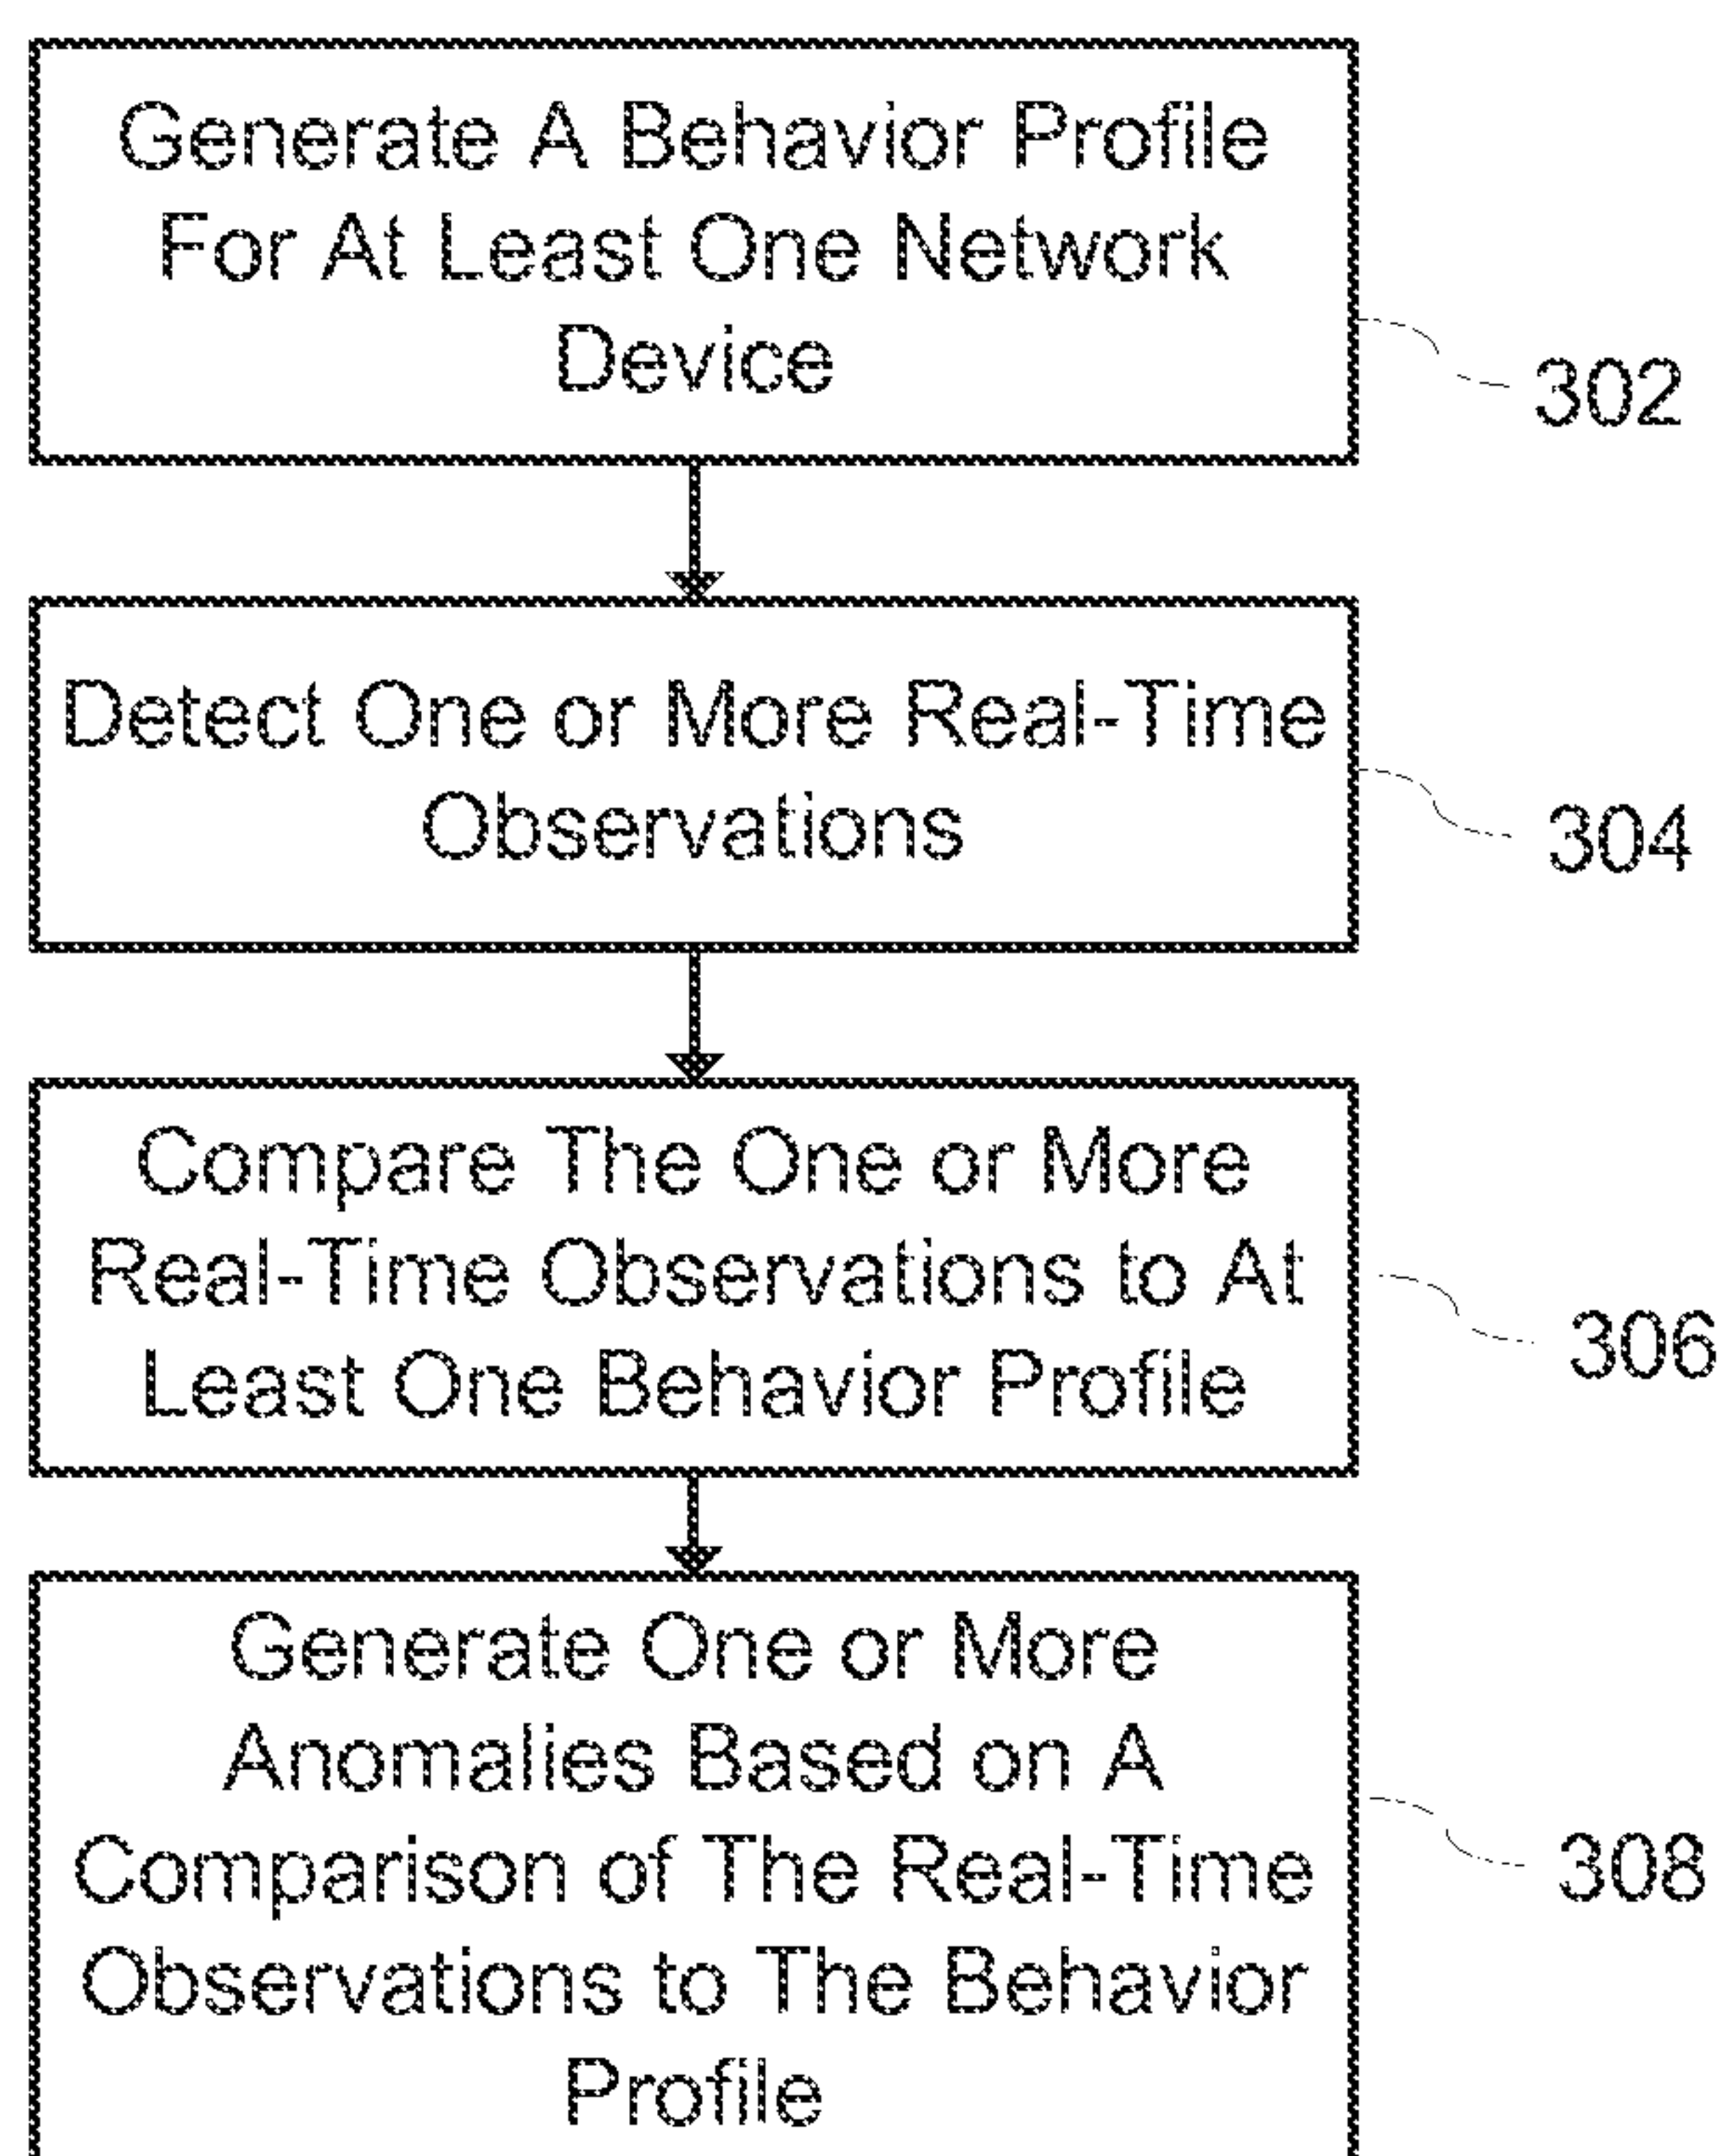 Generate A Behavior Profile
For At Least One Network
Device
302
Detect One or More Real-Time
Observations
304
Compare The One or More
Real-Time Observations to At
Least One Behavior Profile
306
Generate One or More
Anomalies Based on A
Comparison of The Real-Time
Observations to The Behavior
Profile
308